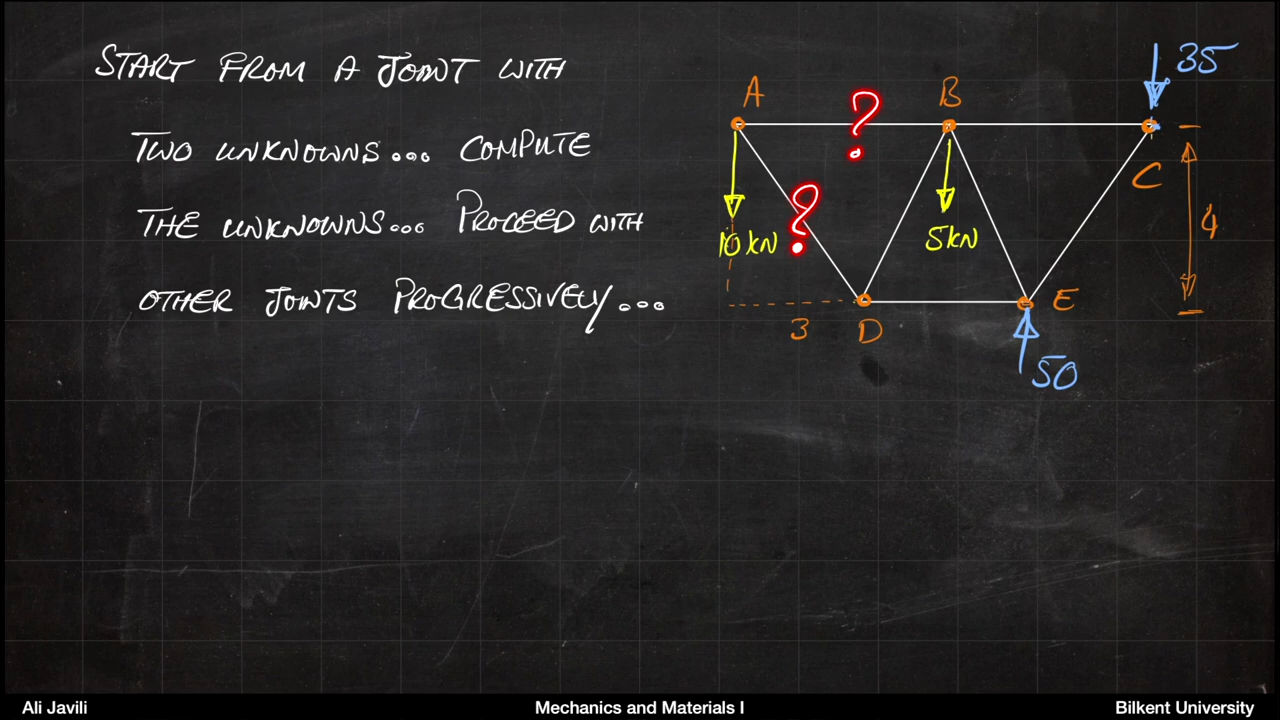 START FROM A JOINT WITH
TWO UNKNOWNS... COMPUTE
THE UNKNOWNS... PROCEED WITH
OTHER JOINTS PROGRESSIVELY...
35
A
?
B
C
4
?
10 kN
5 kN
3
D
E
50
Ali Javili
Mechanics and Materials I
Bilkent University